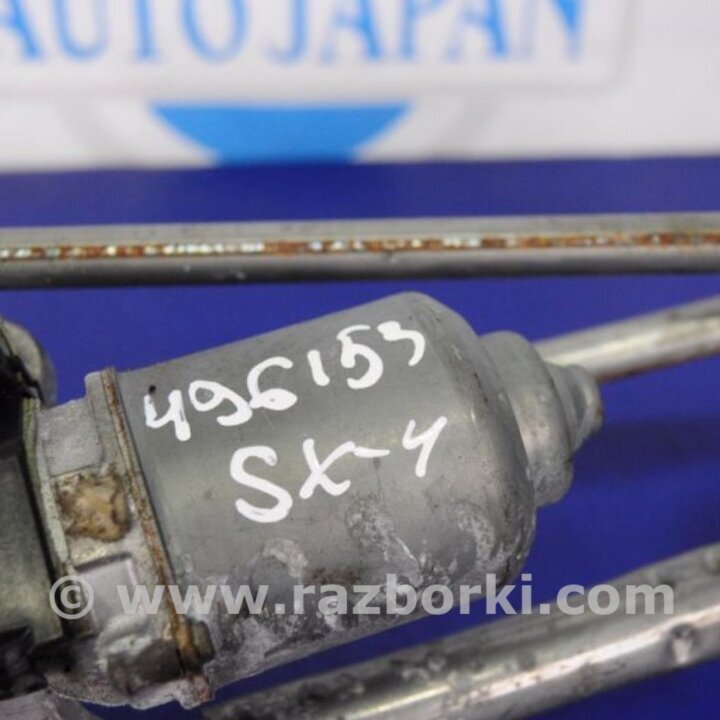 AUTO JAPAN
496153
SX-4
© www.razborki.com